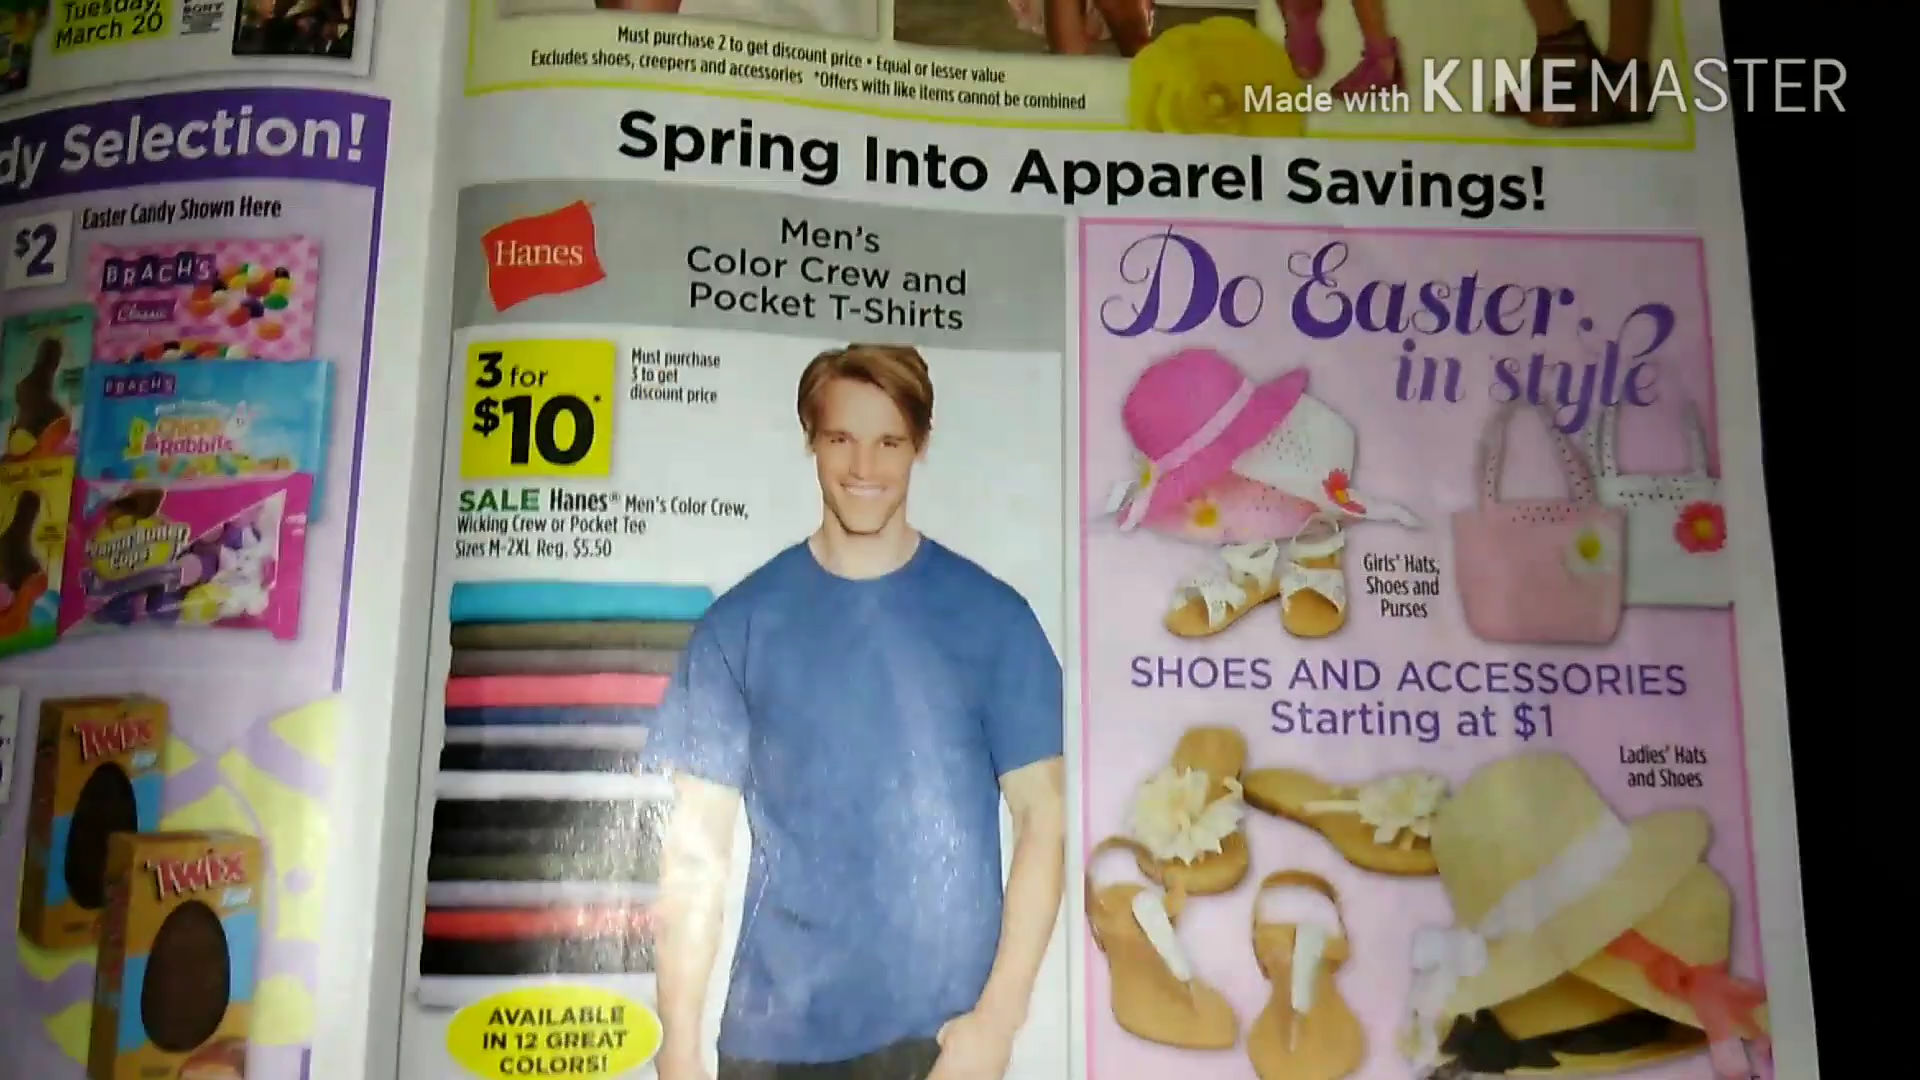 Tuesday,
March 20
SONY
Must purchase 2 to get discount price • Equal or lesser value
Excludes shoes, creepers and accessories *Offers with like items cannot be combined
Made with KINEMASTER
dy Selection!
$2
Easter Candy Shown Here
BRACH'S
Classic
BRACH'S
Chicks
& Rabbits
Twix
Twix
Spring Into Apparel Savings!
Hanes
Men's
Color Crew and
Pocket T-Shirts
3 for
$10*
Must purchase
3 to get
discount price
SALE Hanes® Men's Color Crew,
Wicking Crew or Pocket Tee
Sizes M-2XL Reg. $5.50
AVAILABLE
IN 12 GREAT
COLORS!
Do Easter
in style
Girls' Hats,
Shoes and
Purses
SHOES AND ACCESSORIES
Starting at $1
Ladies' Hats
and Shoes